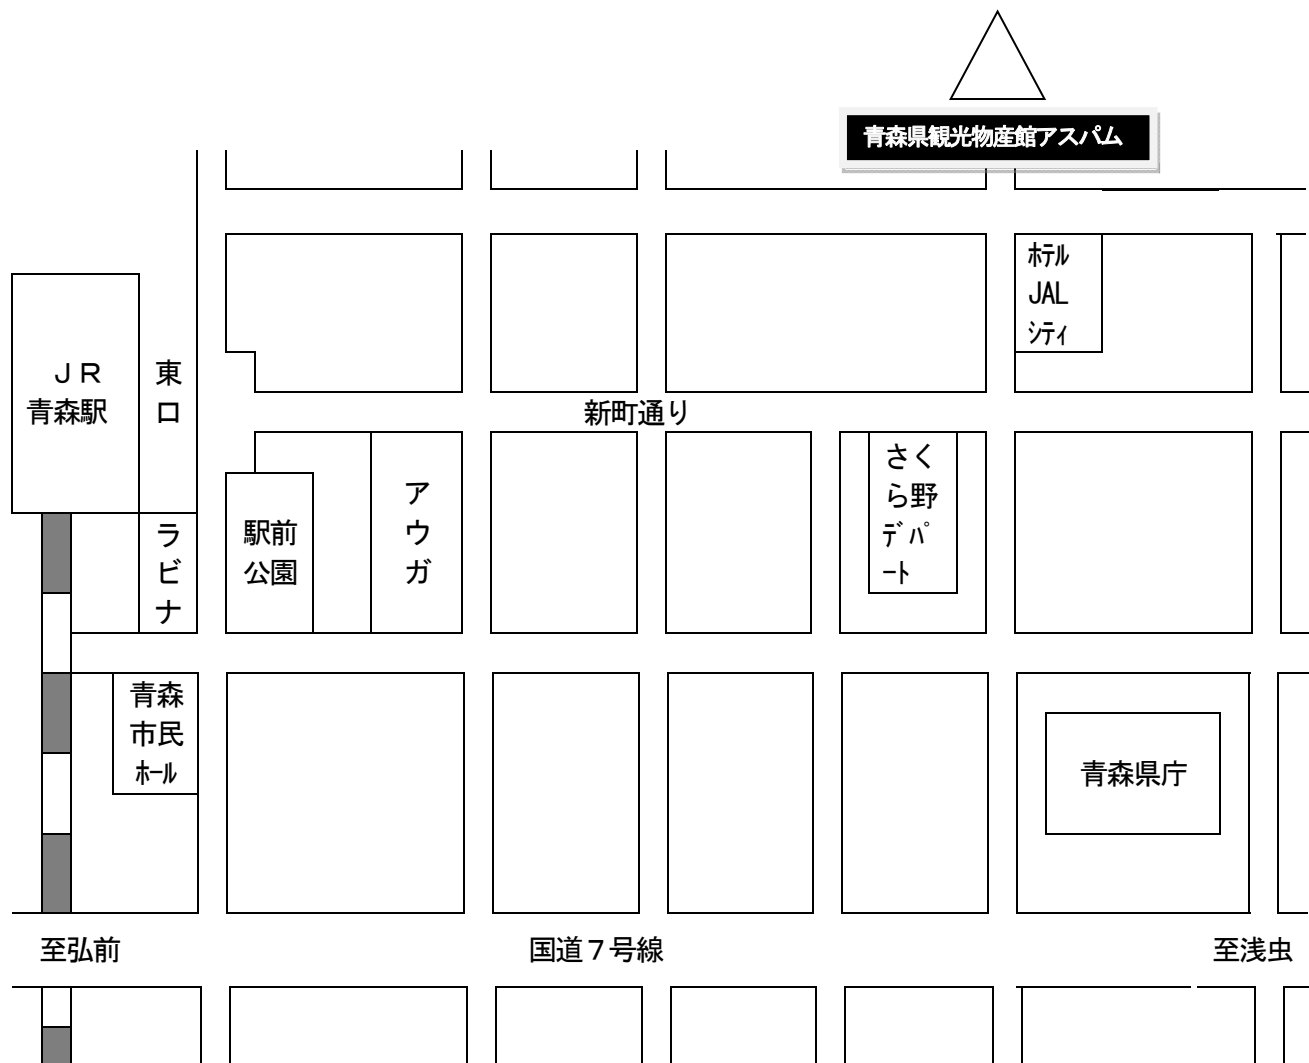 青森県観光物産館アスパム
ﾎﾃﾙ
JAL
ｼﾃｨ
ＪＲ
青森駅
東
口
新町通り
さく
ら野
ﾃﾞﾊﾟ
ｰﾄ
ア
ウ
ガ
駅前
公園
ラ
ビ
ナ
青森
市民
ﾎｰﾙ
青森県庁
至弘前
国道７号線
至浅虫